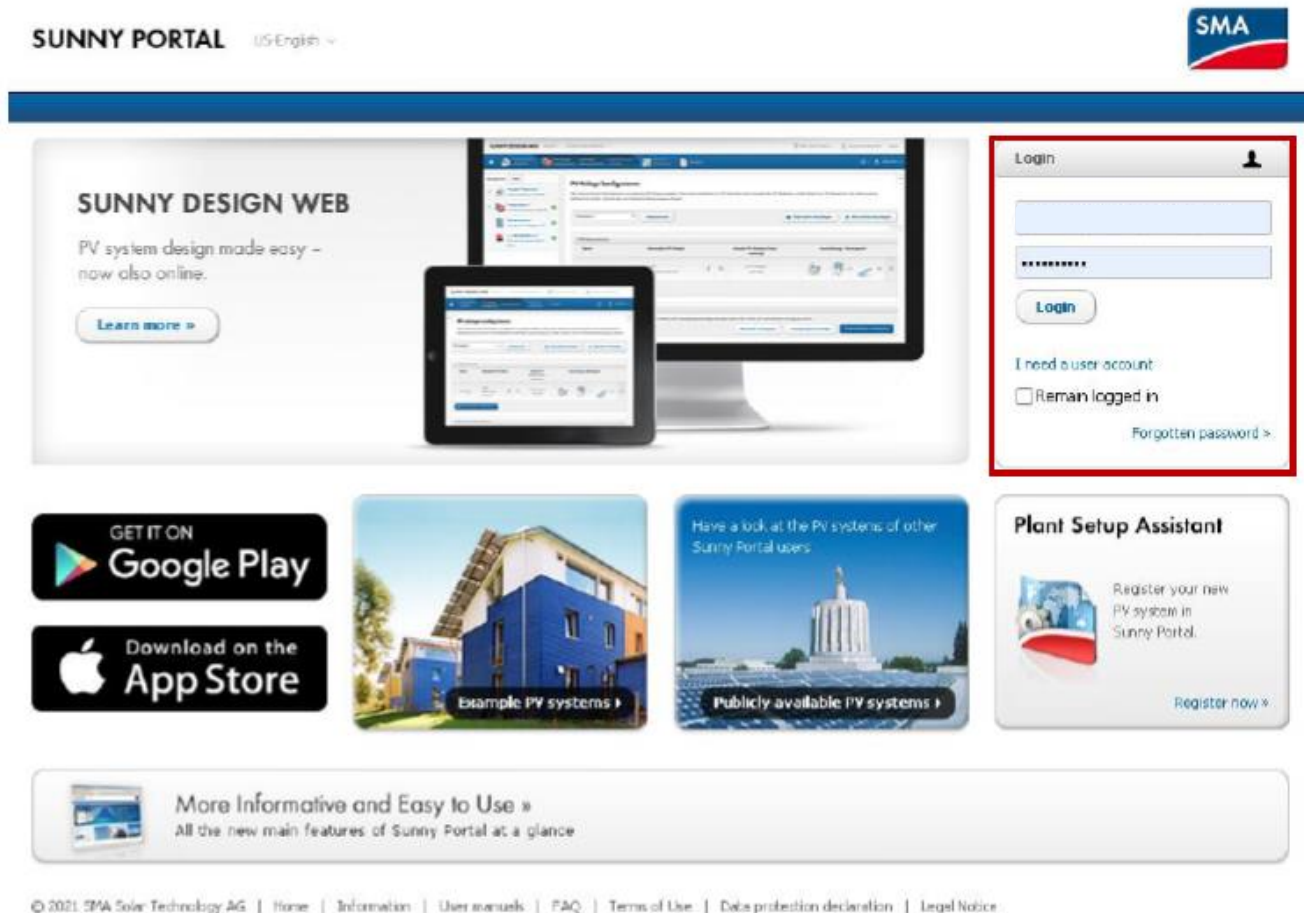 SUNNY PORTAL US-English
SMA
SUNNY DESIGN WEB
PV system design made easy –
now also online.
Learn more »
Login
••••••••••
Login
I need a user account
Remain logged in
Forgotten password »
GET IT ON
Google Play
Download on the
App Store
Example PV systems
Have a look at the PV systems of other
Sunny Portal users
Publicly available PV systems
Plant Setup Assistant
Register your new
PV system in
Sunny Portal.
Register now »
More Informative and Easy to Use »
All the new main features of Sunny Portal at a glance
© 2021 SMA Solar Technology AG | Home | Information | User manuals | FAQ | Terms of Use | Data protection declaration | Legal Notice